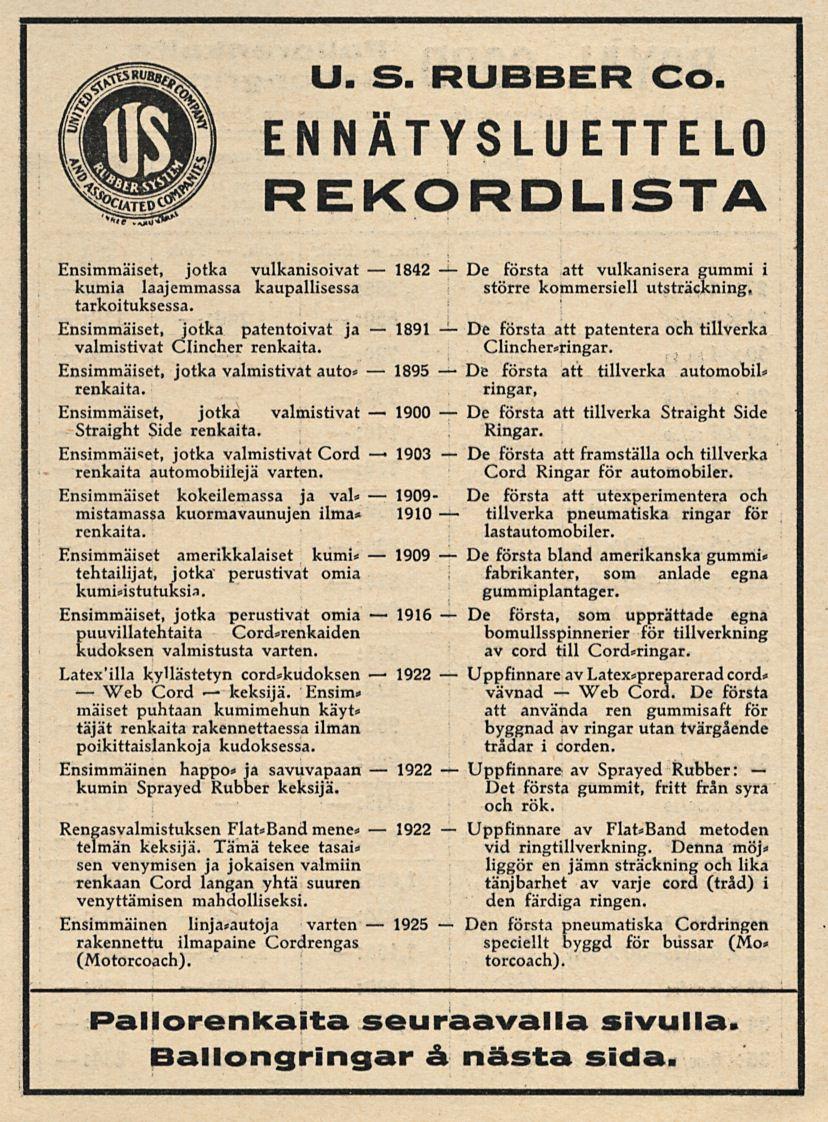 UNITED STATES RUBBER COMPANY
AND ASSOCIATED COMPANIES
US
RUBBER SYSTEM
U. S. RUBBER Co.
ENNÄTYSLUETTELO
REKORDLISTA
Ensimmäiset, jotka vulkanisoivat — 1842 — De första att vulkanisera gummi i
kumia laajemmassa kaupallisessa större kommersiell utsträckning.
tarkoituksessa.
Ensimmäiset, jotka patentoivat ja — 1891 — De första att patentera och tillverka
valmistivat Clincher renkaita. Clincher-ringar.
Ensimmäiset, jotka valmistivat auto- — 1895 — De första att tillverka automobil-
renkaita. ringar,
Ensimmäiset, jotka valmistivat — 1900 — De första att tillverka Straight Side
Straight Side renkaita. Ringar.
Ensimmäiset, jotka valmistivat Cord — 1903 — De första att framställa och tillverka
renkaita automobiilejä varten. Cord Ringar för automobiler.
Ensimmäiset kokeilemassa ja val- — 1909- De första att utexperimentera och
mistamassa kuormavaunujen ilma- 1910 — tillverka pneumatiska ringar för
renkaita. lastautomobiler.
Ensimmäiset amerikkalaiset kumi- — 1909 — De första bland amerikanska gummi-
tehtailijat, jotka perustivat omia fabrikanter, som anlade egna
kumi-istutuksia. gummiplantager.
Ensimmäiset, jotka perustivat omia — 1916 — De första, som upprättade egna
puuvillatehtaita Cord-renkaiden bomullsspinnerier för tillverkning
kudoksen valmistusta varten. av cord till Cord-ringar.
Latex'illa kyllästetyn cord-kudoksen — 1922 — Uppfinnare av Latex-preparerad cord-
— Web Cord — keksijä. Ensim- vävnad — Web Cord. De första
mäiset puhtaan kumimehun käyt- att använda ren gummisaft för
täjät renkaita rakennettaessa ilman byggnad av ringar utan tvärgående
poikittaislankoja kudoksessa. trådar i corden.
Ensimmäinen happo- ja savuvapaan — 1922 — Uppfinnare av Sprayed Rubber: —
kumin Sprayed Rubber keksijä. Det första gummit, fritt från syra
och rök.
Rengasvalmistuksen Flat-Band mene- — 1922 — Uppfinnare av Flat-Band metoden
telmän keksijä. Tämä tekee tasai- vid ringtillverkning. Denna möj-
sen venymisen ja jokaisen valmiin liggör en jämn sträckning och lika
renkaan Cord langan yhtä suuren tänjbarhet av varje cord (tråd) i
venyttämisen mahdolliseksi. den färdiga ringen.
Ensimmäinen linja-autoja varten — 1925 — Den första pneumatiska Cordringen
rakennettu ilmapaine Cordrengas speciellt byggd för bussar (Mo-
(Motorcoach). torcoach).
Pallorenkaita seuraavalla sivulla.
Ballongringar å nästa sida.